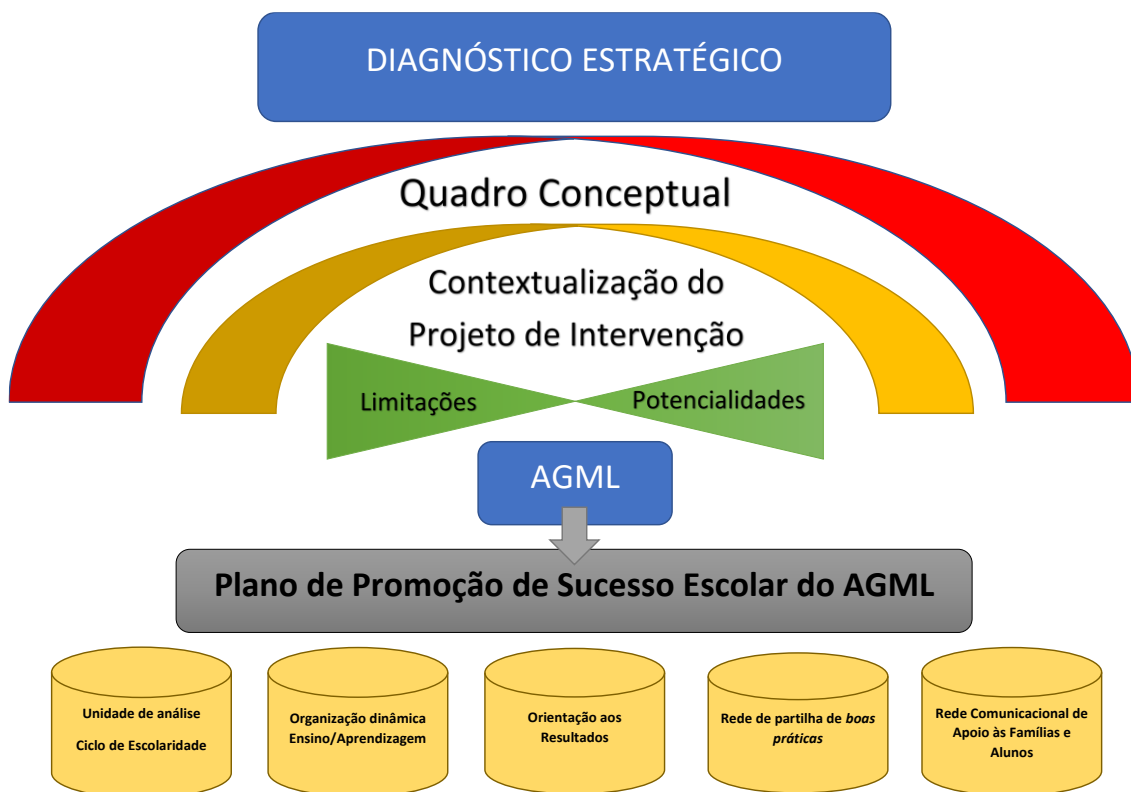 DIAGNÓSTICO ESTRATÉGICO
Quadro Conceptual
Contextualização do
Projeto de Intervenção
Limitações
Potencialidades
AGML
Plano de Promoção de Sucesso Escolar do AGML
Unidade de análise
Ciclo de Escolaridade
Organização dinâmica
Ensino/Aprendizagem
Orientação aos
Resultados
Rede de partilha de boas
práticas
Rede Comunicacional de
Apoio às Famílias e
Alunos